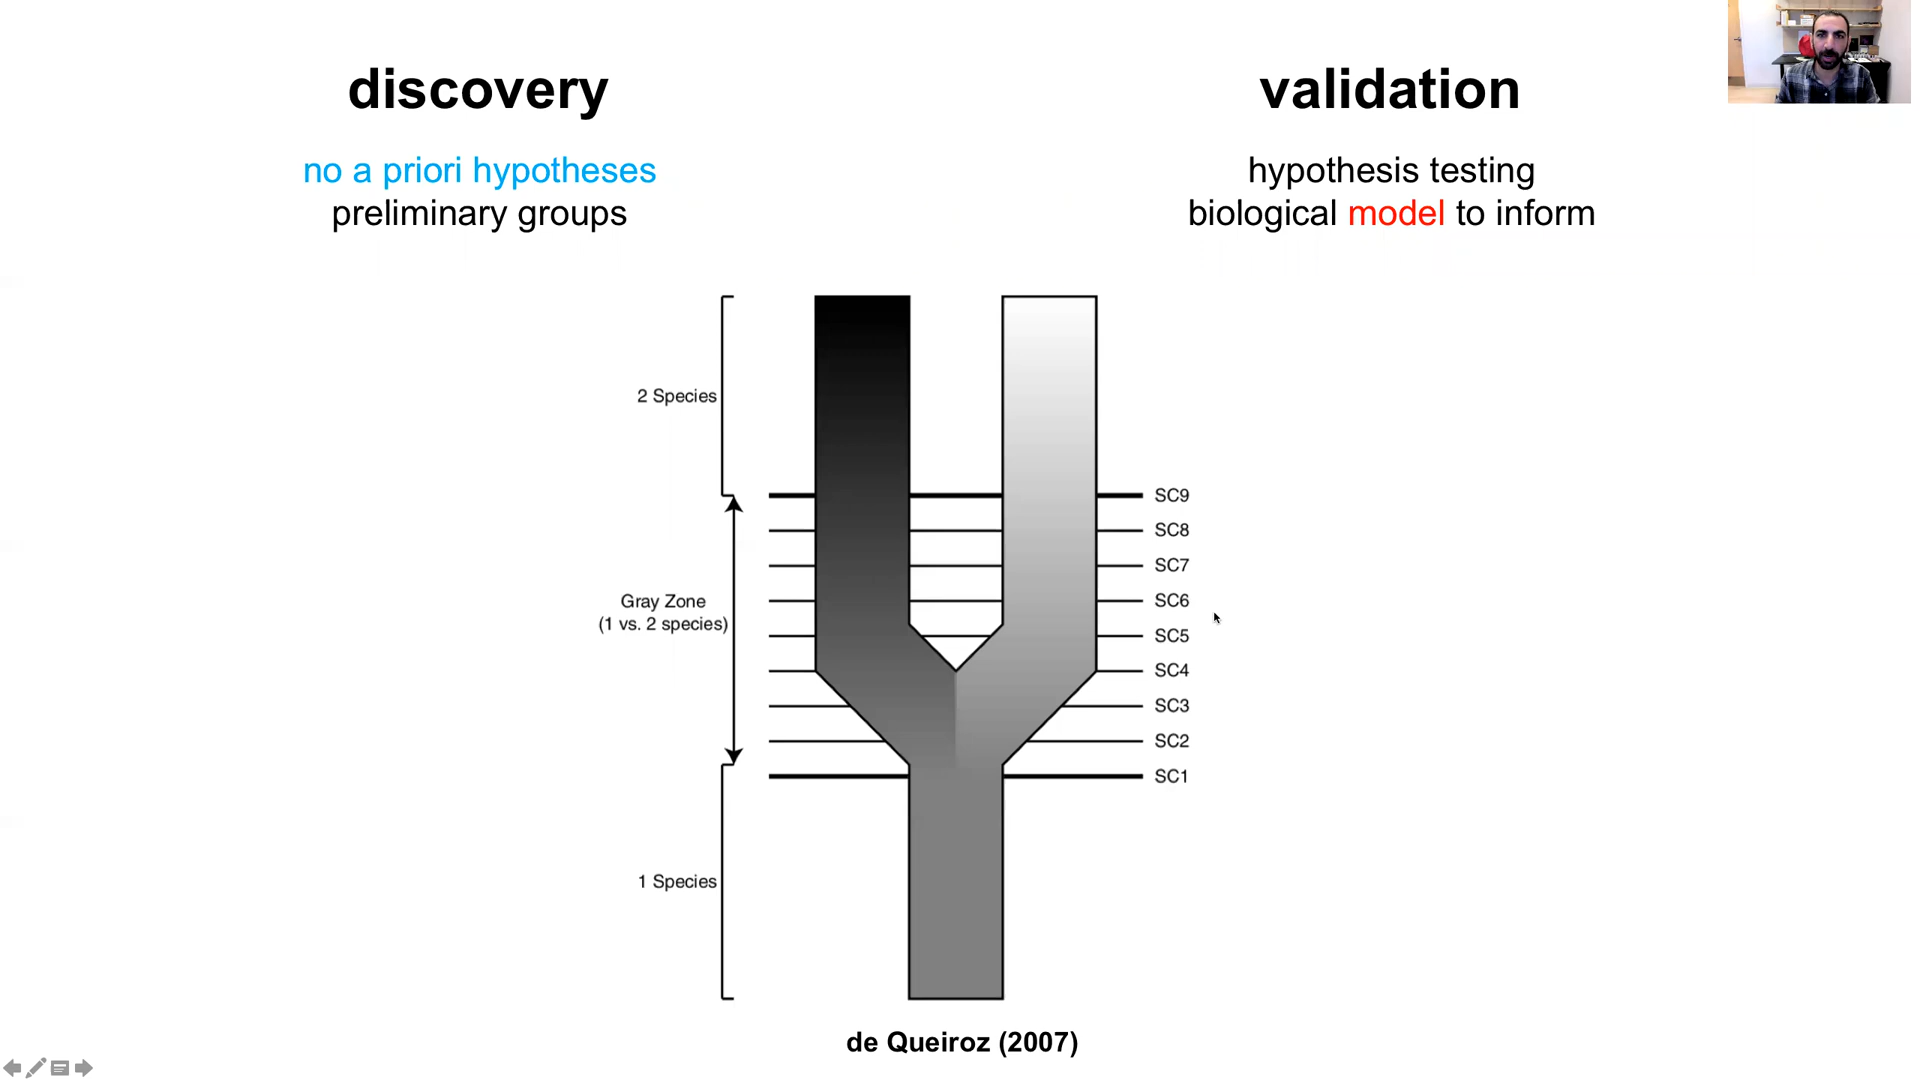 discovery
no a priori hypotheses
preliminary groups
validation
hypothesis testing
biological model to inform
2 Species
Gray Zone
(1 vs. 2 species)
1 Species
SC9
SC8
SC7
SC6
SC5
SC4
SC3
SC2
SC1
de Queiroz (2007)